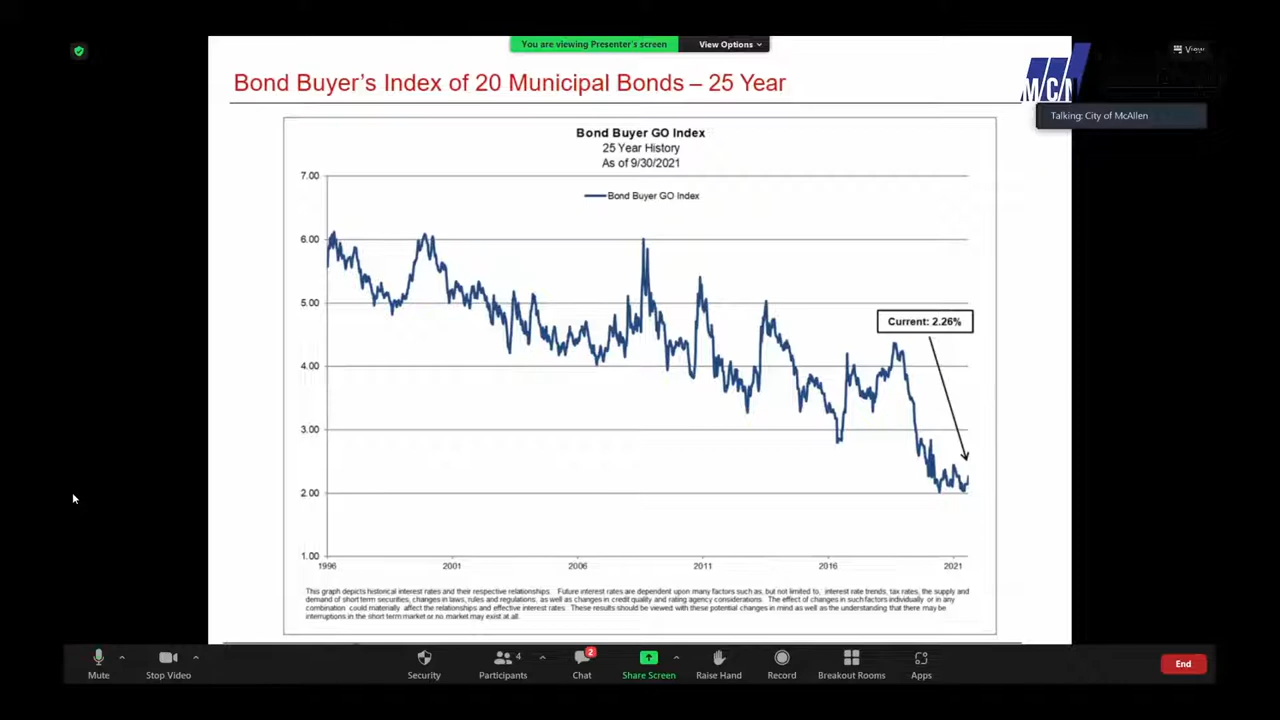 You are viewing Presenter's screen
View Options
View
Bond Buyer's Index of 20 Municipal Bonds – 25 Year
MCN
Talking: City of McAllen
Bond Buyer GO Index
25 Year History
As of 9/30/2021
7.00
Bond Buyer GO Index
6.00
5.00
Current: 2.26%
4.00
3.00
2.00
1.00
1996
2001
2006
2011
2016
2021
This graph depicts historical interest rates and their respective relationships. Future interest rates are dependent upon many factors such as, but not limited to, interest rate trends, tax rates, the supply and
demand of short term securities, changes in laws, rules and regulations, as well as changes in credit quality and rating agency considerations. The effect of changes in such factors individually or in any
combination could materially affect the relationships and effective interest rates. These results should be viewed with these potential changes in mind as well as the understanding that there may be
interruptions in the short term market or no market may exist at all.
Mute
Stop Video
Security
4
Participants
2
Chat
Share Screen
Raise Hand
Record
Breakout Rooms
Apps
End